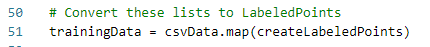 50 # Convert these lists to LabeledPoints
51 trainingData = csvData.map(createLabeledPoints)